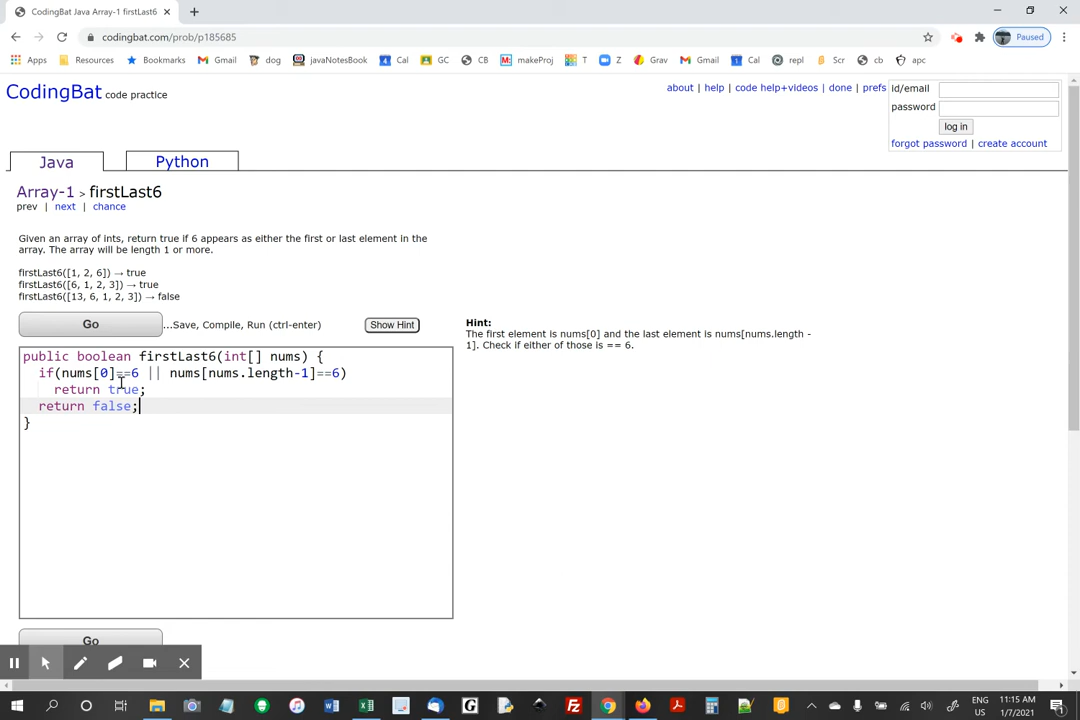 CodingBat Java Array-1 firstLast6
codingbat.com/prob/p185685
Paused
Apps Resources Bookmarks Gmail dog javaNotesBook Cal GC CB makeProj T Z Grav Gmail Cal repl Scr cb apc
CodingBat code practice
about | help | code help+videos | done | prefs
id/email
password
log in
forgot password | create account
Java
Python
Array-1 > firstLast6
prev | next | chance
Given an array of ints, return true if 6 appears as either the first or last element in the
array. The array will be length 1 or more.
firstLast6([1, 2, 6]) → true
firstLast6([6, 1, 2, 3]) → true
firstLast6([13, 6, 1, 2, 3]) → false
Go
...Save, Compile, Run (ctrl-enter)
Show Hint
Hint:
The first element is nums[0] and the last element is nums[nums.length -
1]. Check if either of those is == 6.
public boolean firstLast6(int[] nums) {
if(nums[0]==6 || nums[nums.length-1]==6)
return true;
return false;
}
Go
ENG
US
11:15 AM
1/7/2021